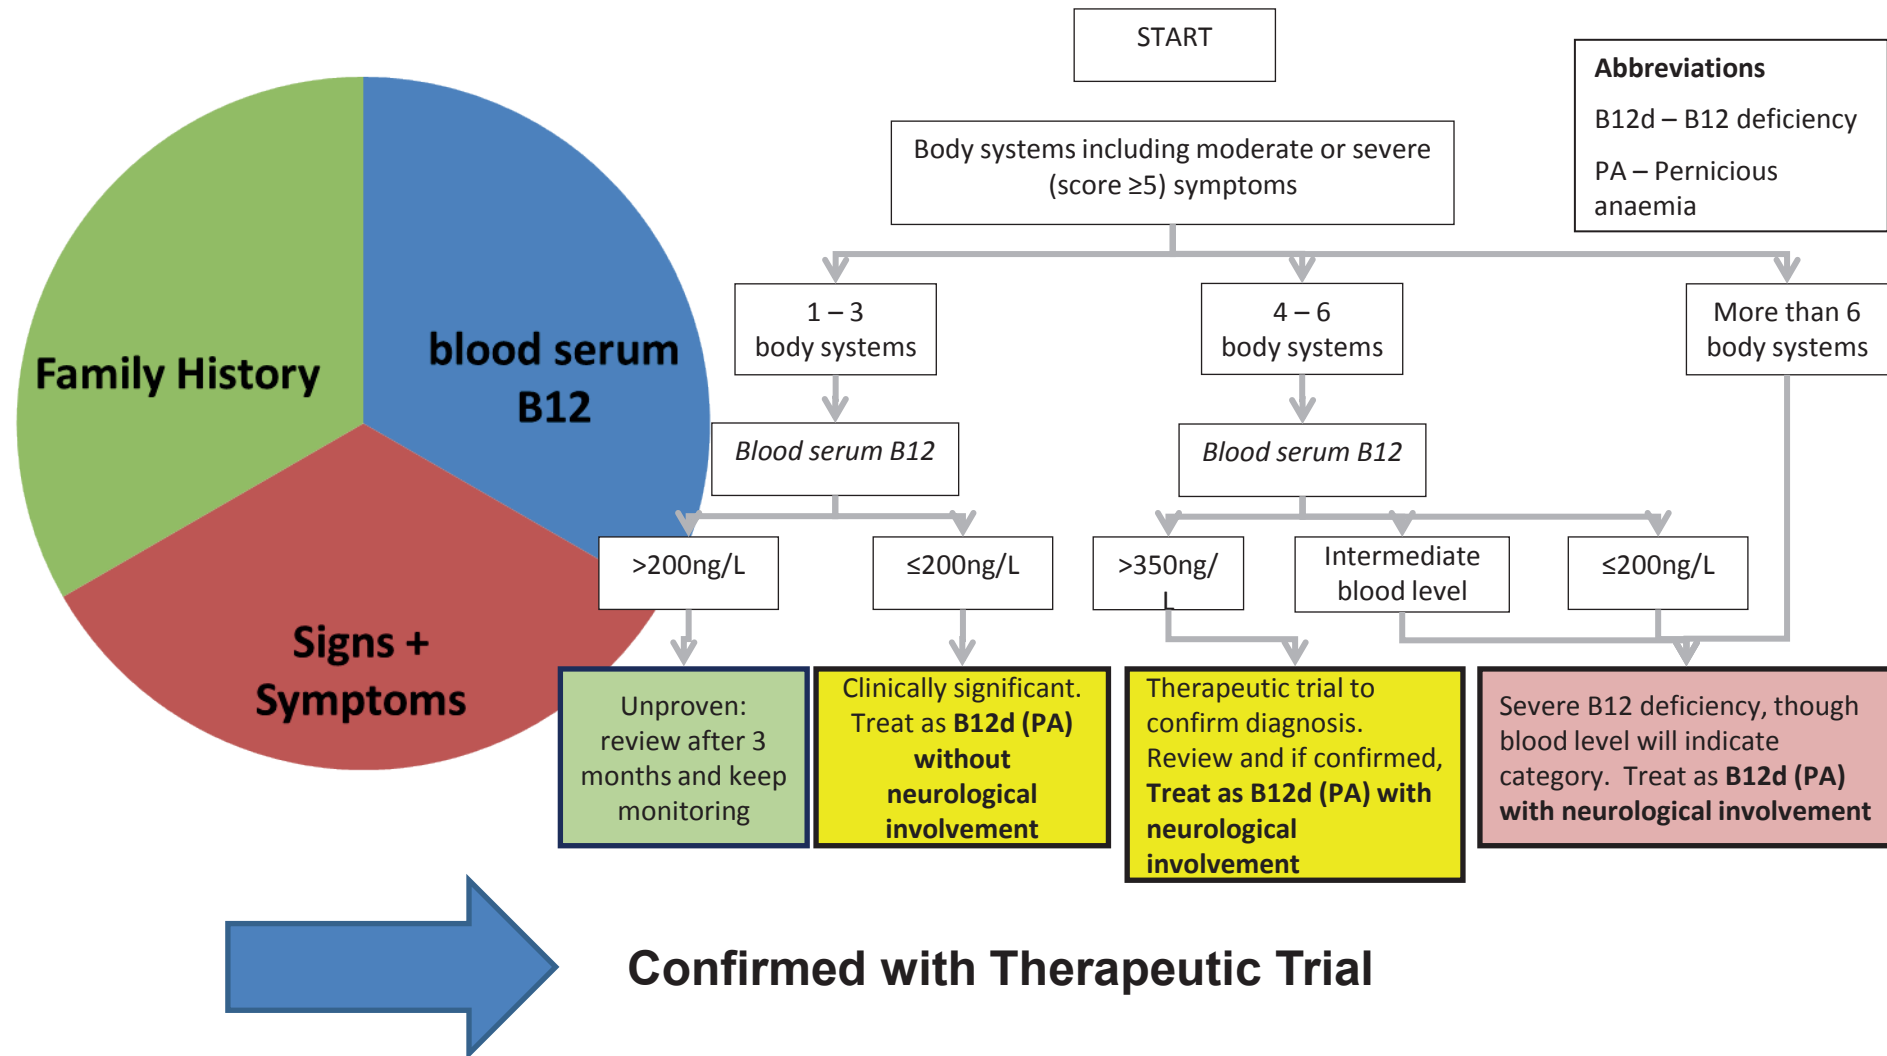 START
Abbreviations
B12d – B12 deficiency
PA – Pernicious
anaemia
Body systems including moderate or severe
(score ≥5) symptoms
1 – 3
body systems
4 – 6
body systems
More than 6
body systems
Family History
blood serum
B12
Signs +
Symptoms
Blood serum B12
Blood serum B12
>200ng/L
≤200ng/L
>350ng/
L
Intermediate
blood level
≤200ng/L
Unproven:
review after 3
months and keep
monitoring
Clinically significant.
Treat as B12d (PA)
without
neurological
involvement
Therapeutic trial to
confirm diagnosis.
Review and if confirmed,
Treat as B12d (PA) with
neurological
involvement
Severe B12 deficiency, though
blood level will indicate
category. Treat as B12d (PA)
with neurological involvement
Confirmed with Therapeutic Trial